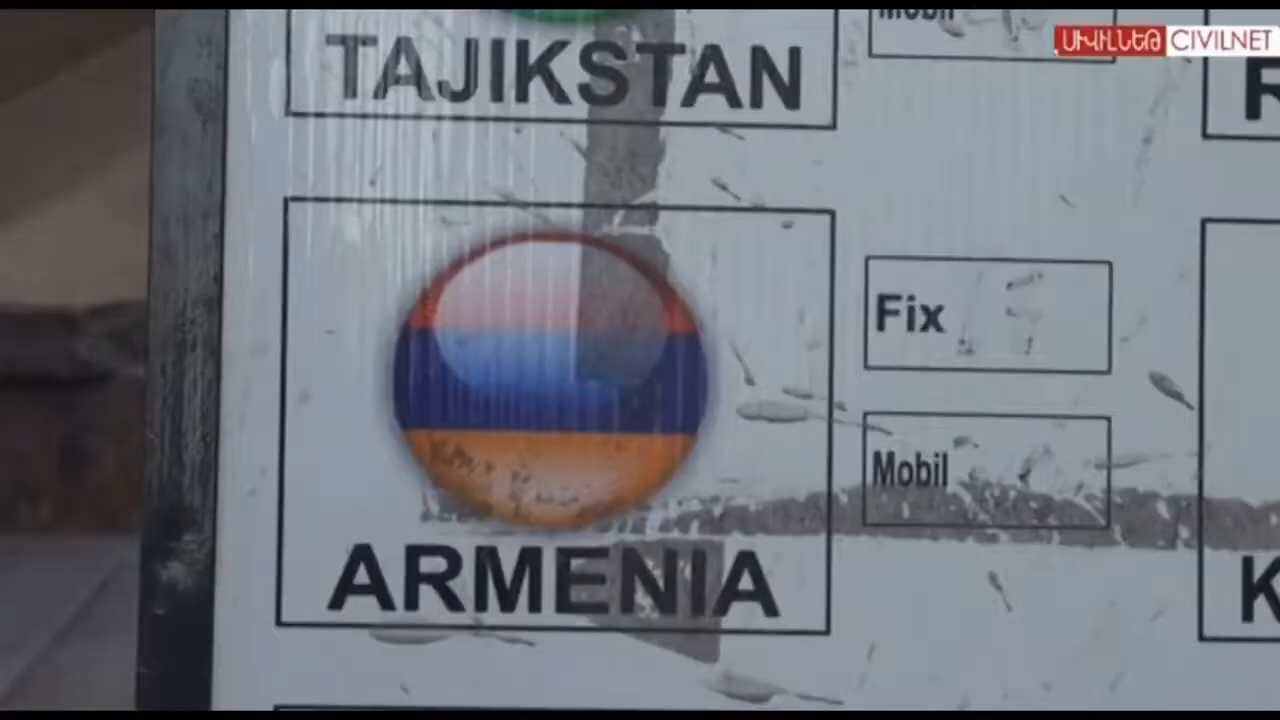 Mobil
ՍԻՎԻԼՆԵԹ CIVILNET
TAJIKSTAN
R
Fix
Mobil
ARMENIA
K